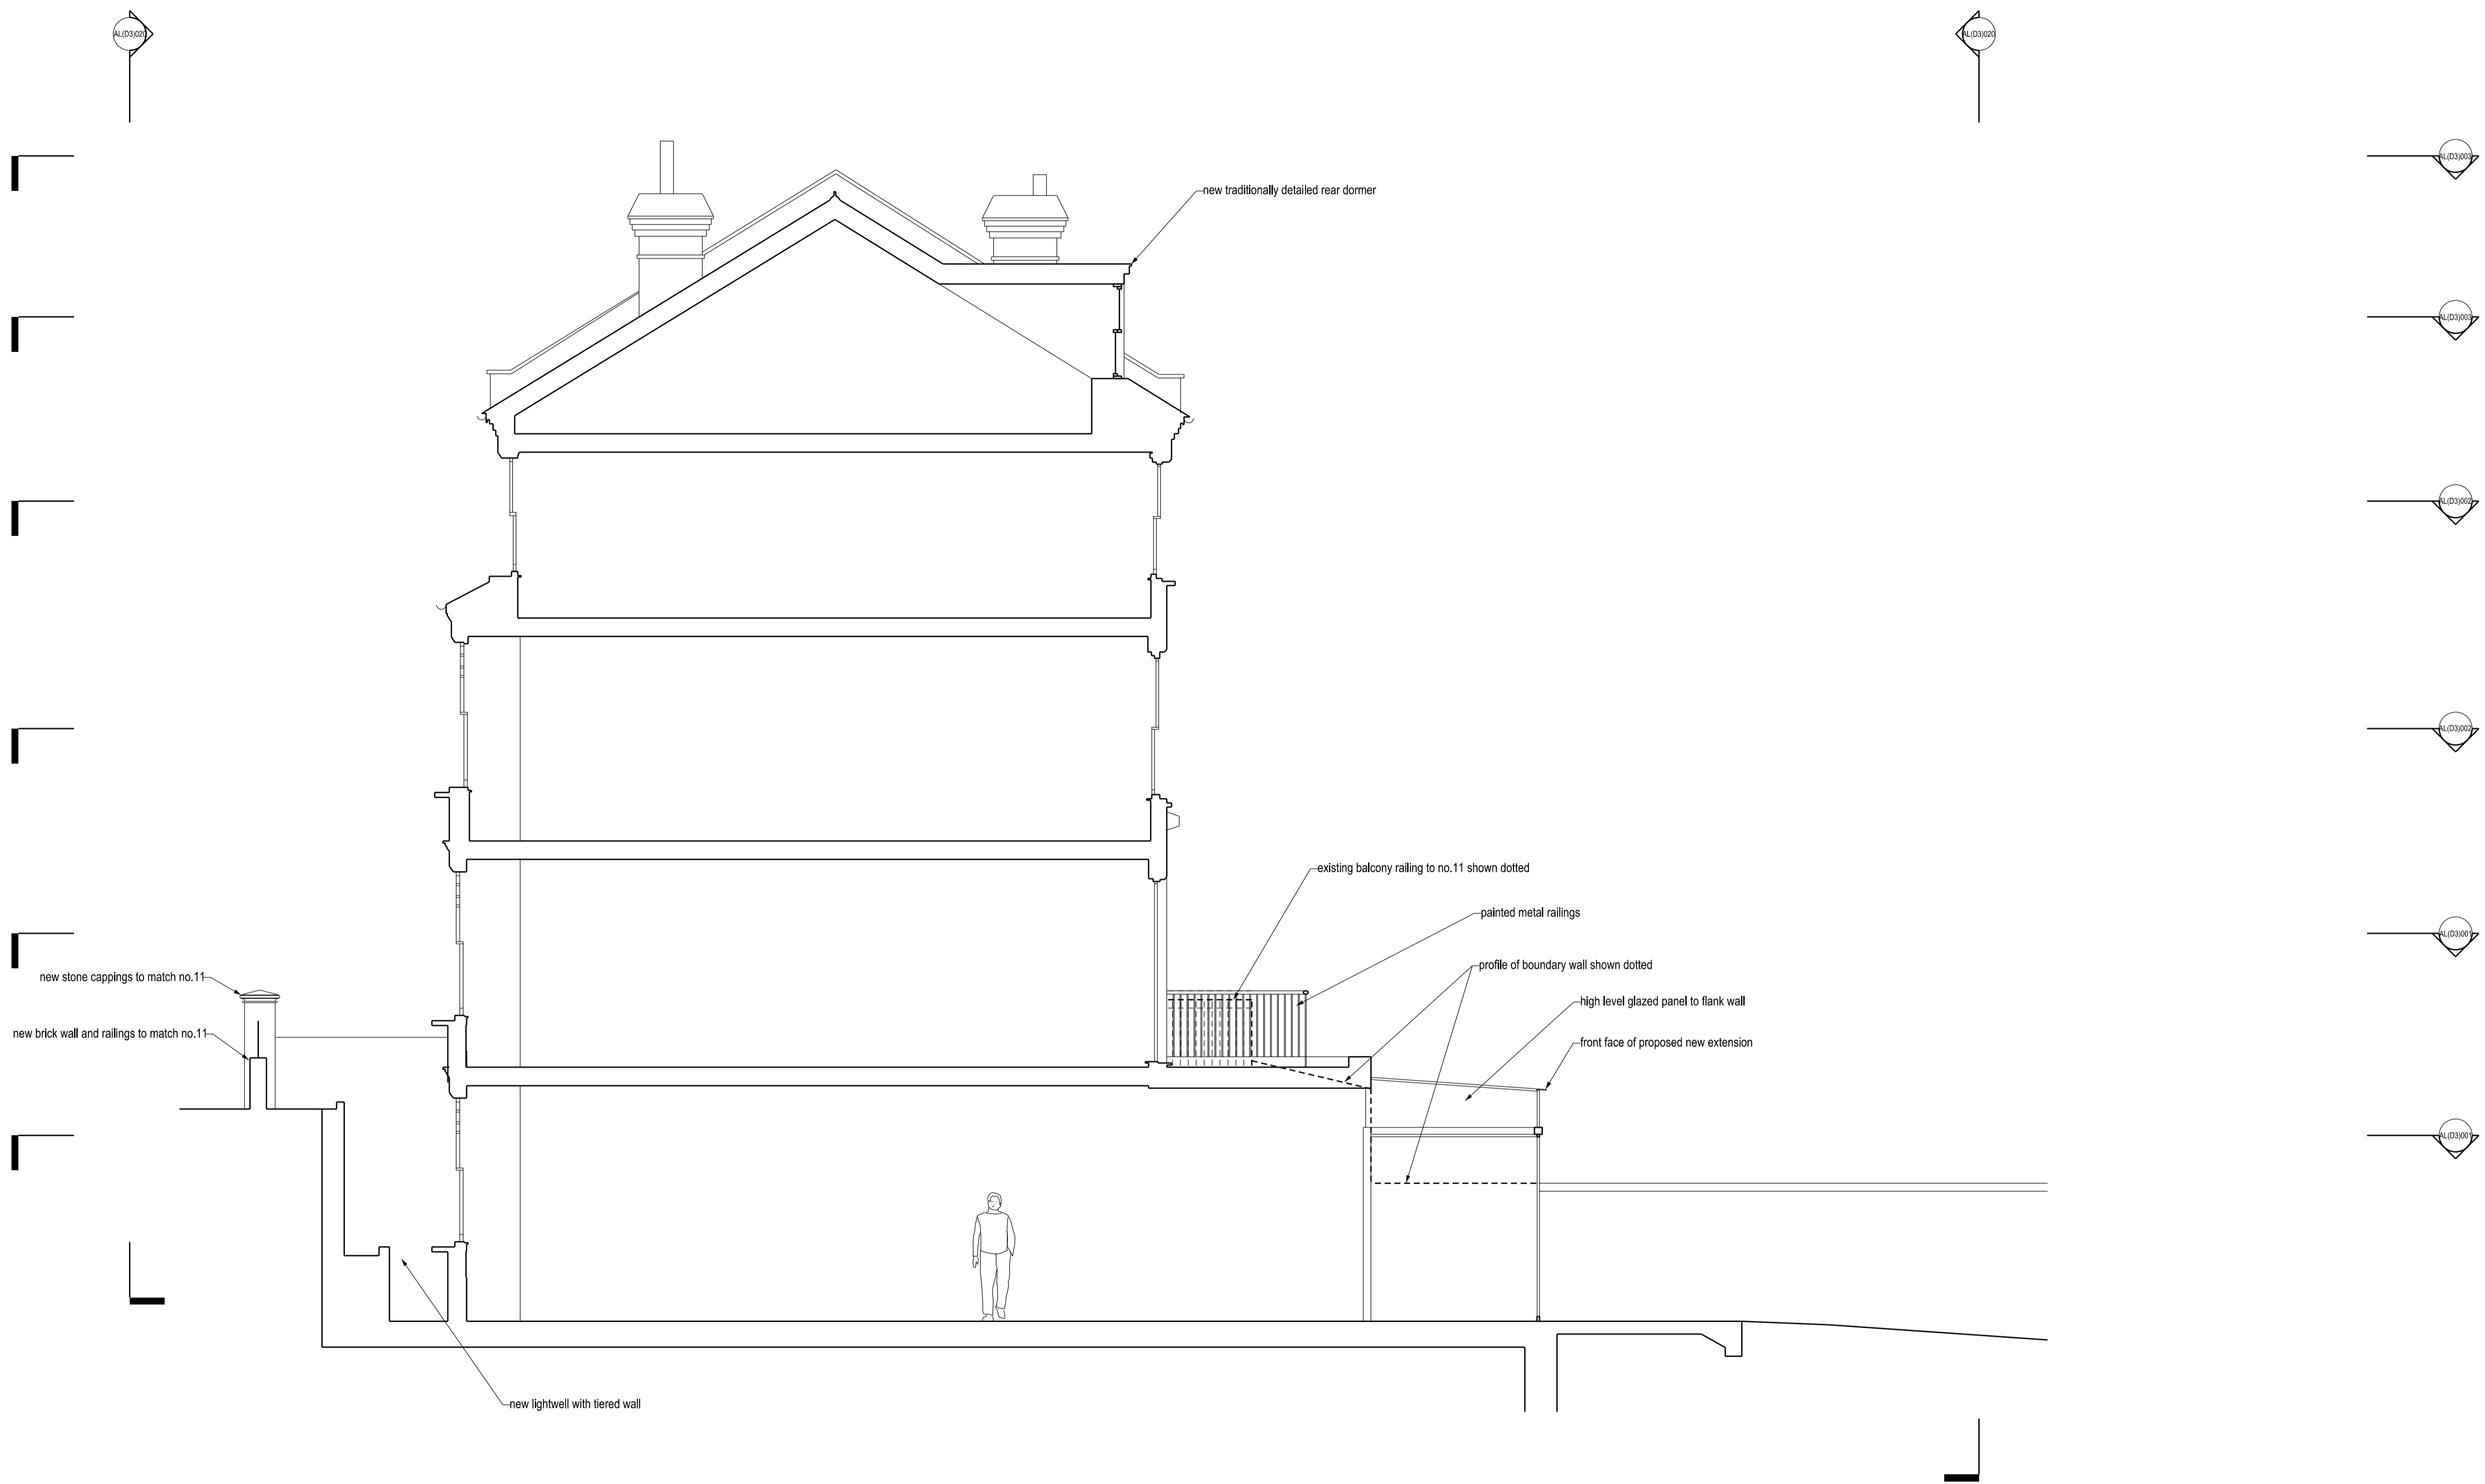 AL(D3)020
AL(D3)020
AL(D3)003
new traditionally detailed rear dormer
AL(D3)003
AL(D3)002
AL(D3)002
existing balcony railing to no.11 shown dotted
painted metal railings
AL(D3)001
profile of boundary wall shown dotted
new stone cappings to match no.11
high level glazed panel to flank wall
new brick wall and railings to match no.11
front face of proposed new extension
AL(D3)001
new lightwell with tiered wall